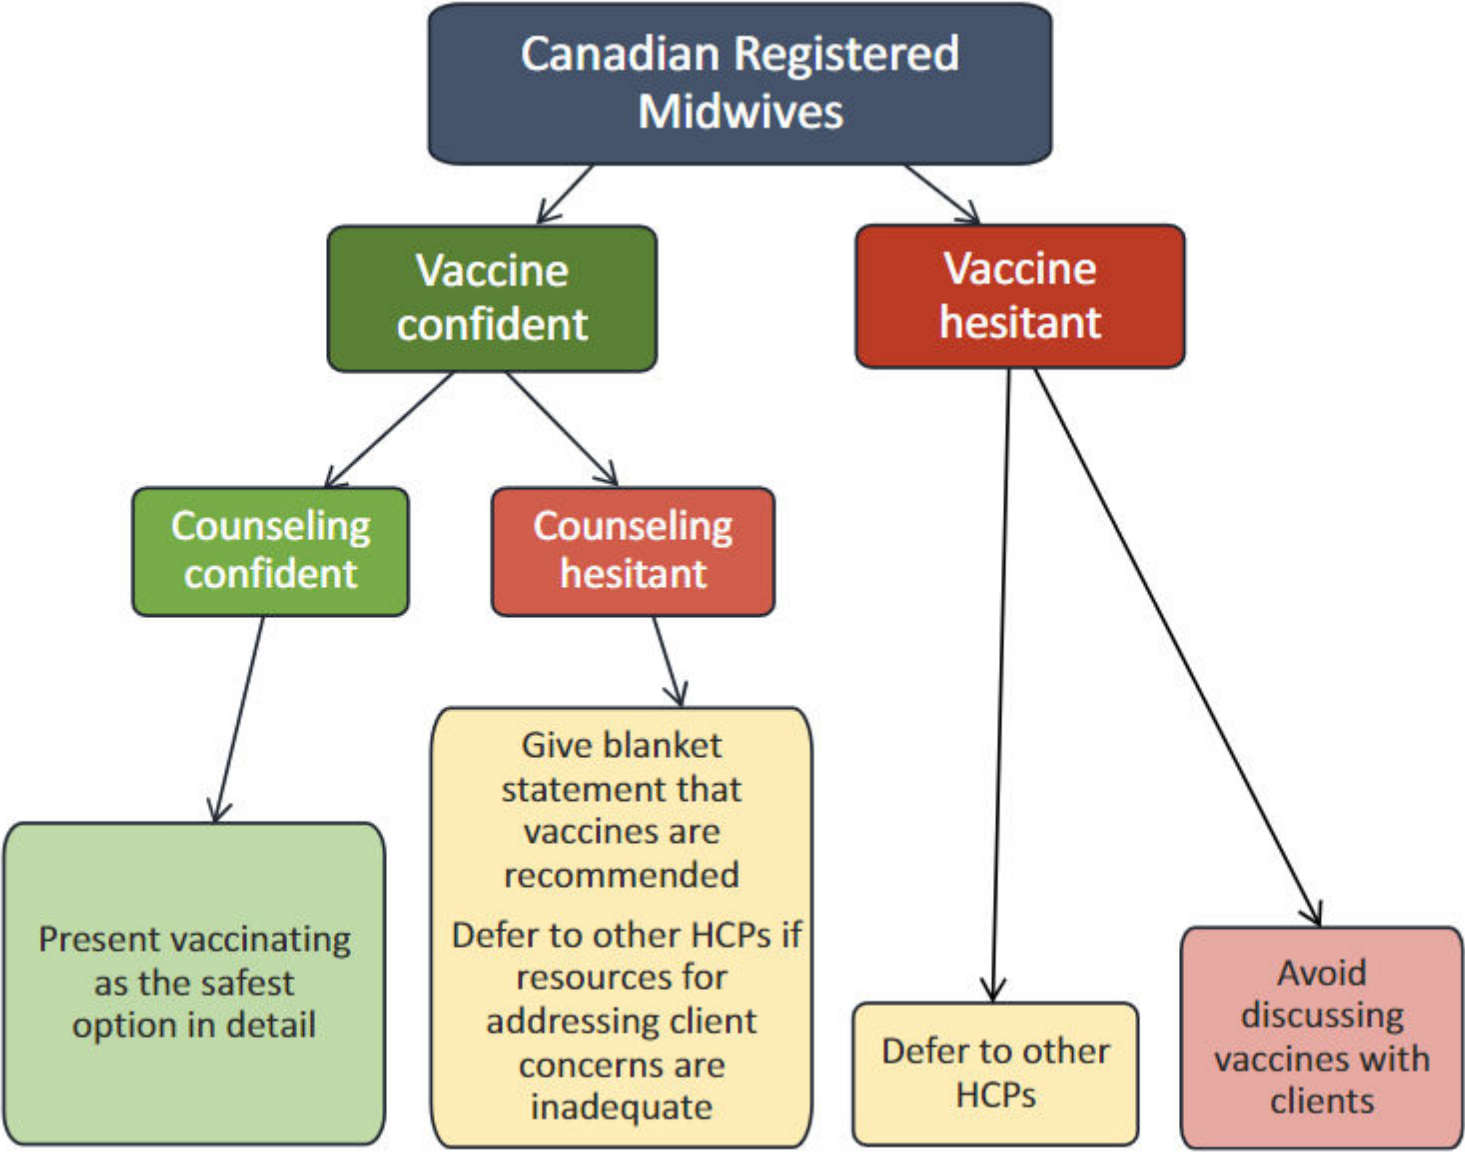 Canadian Registered
Midwives
Vaccine
confident
Vaccine
hesitant
Counseling
confident
Counseling
hesitant
Present vaccinating
as the safest
option in detail
Give blanket
statement that
vaccines are
recommended
Defer to other HCPs if
resources for
addressing client
concerns are
inadequate
Defer to other
HCPs
Avoid
discussing
vaccines with
clients